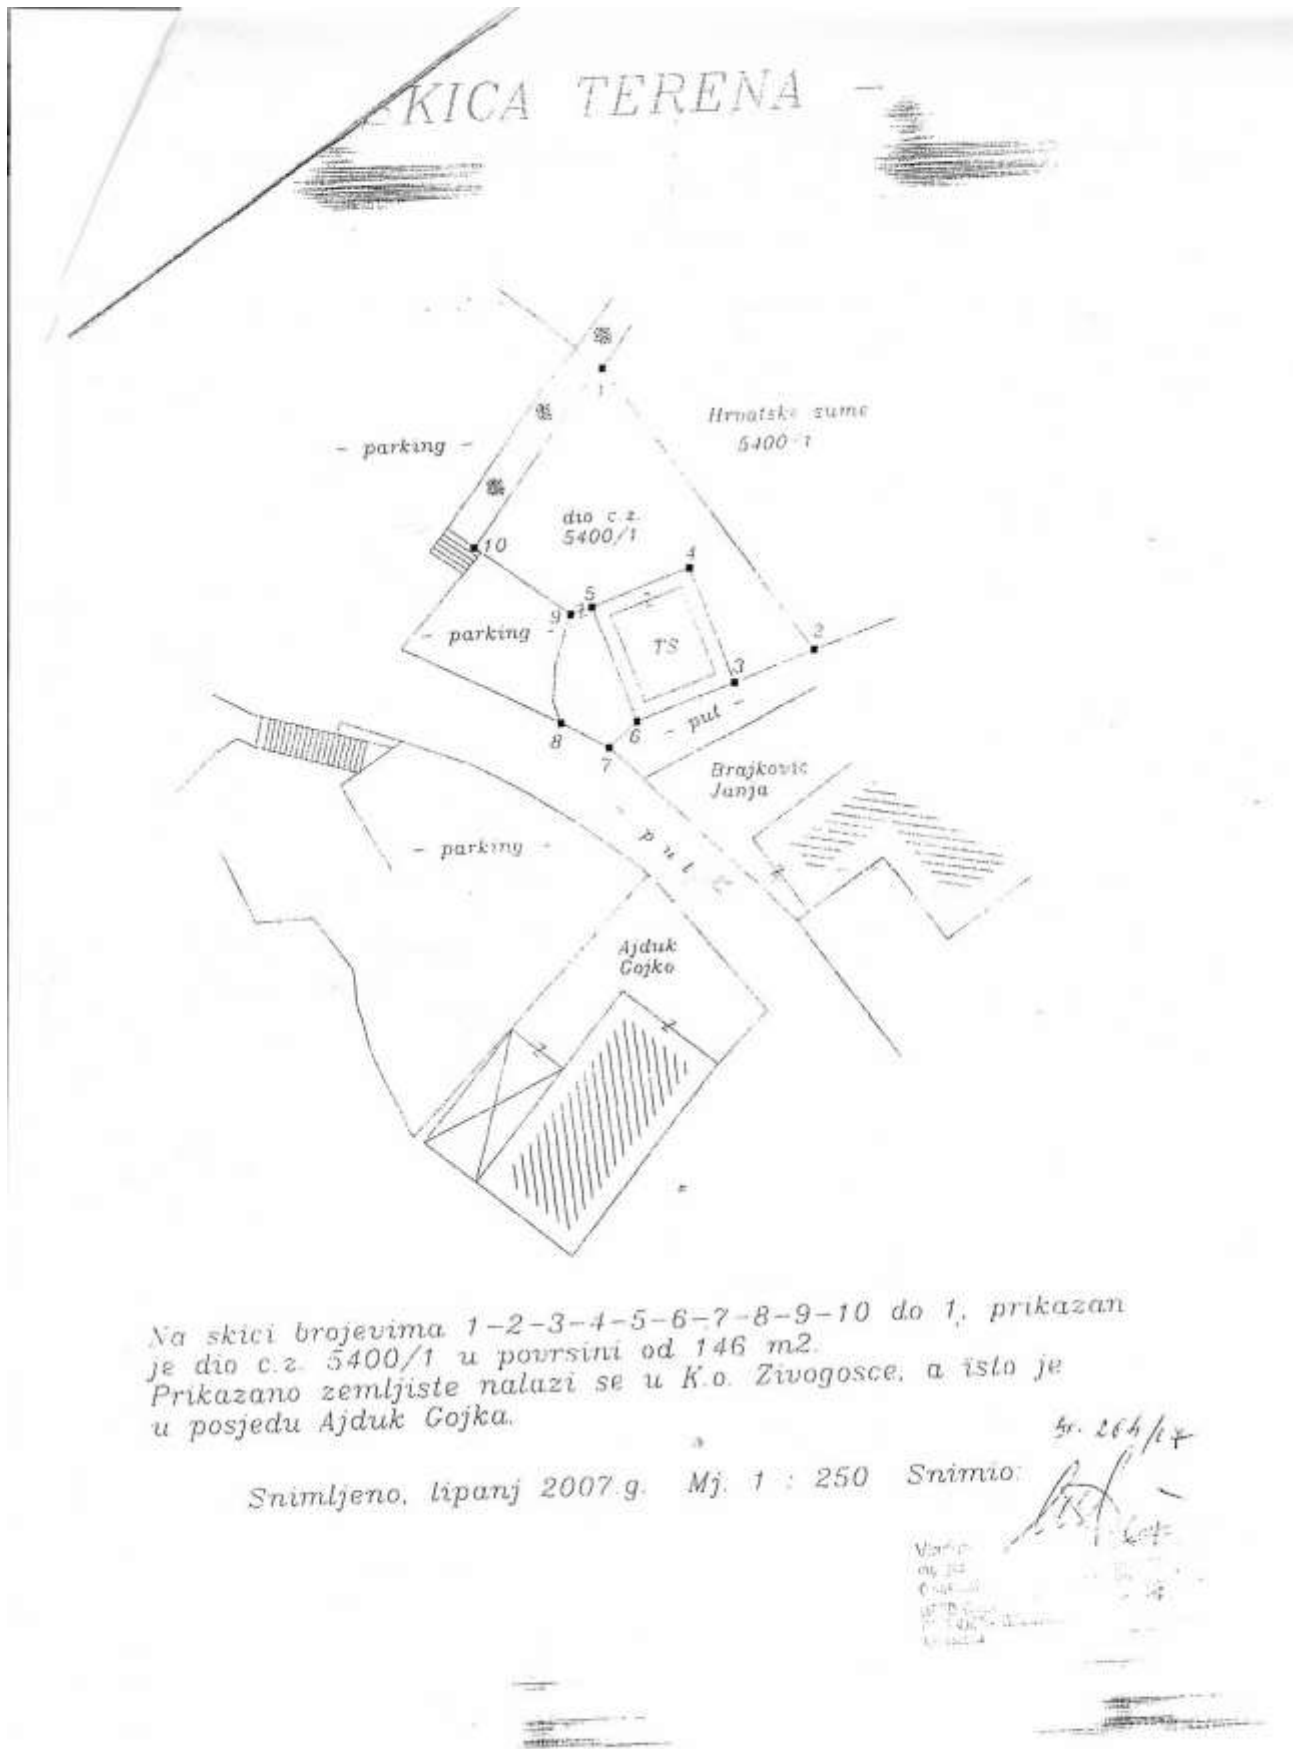 SKICA TERENA -
1
Hrvatske sume
5400/1
- parking -
dio c.z.
5400/1
10
4
5
9
2
- parking -
TS
3
- put -
6
8
7
Brajkovic
Janja
- put -
- parking -
Ajduk
Gojko
Na skici brojevima 1-2-3-4-5-6-7-8-9-10 do 1, prikazan
je dio c.z. 5400/1 u povrsini od 146 m2.
Prikazano zemljiste nalazi se u K.o. Zivogosce, a isto je
u posjedu Ajduk Gojka.
Snimljeno, lipanj 2007.g. Mj. 1 : 250 Snimio: